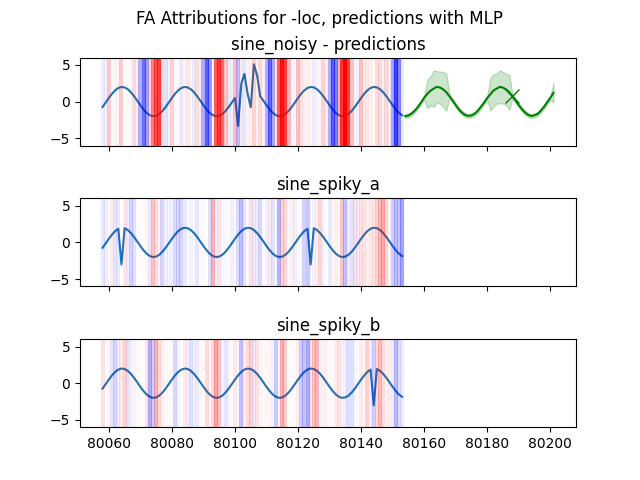 FA Attributions for -loc, predictions with MLP
sine_noisy - predictions
5
0
−5
sine_spiky_a
5
0
−5
sine_spiky_b
5
0
−5
80060 80080 80100 80120 80140 80160 80180 80200